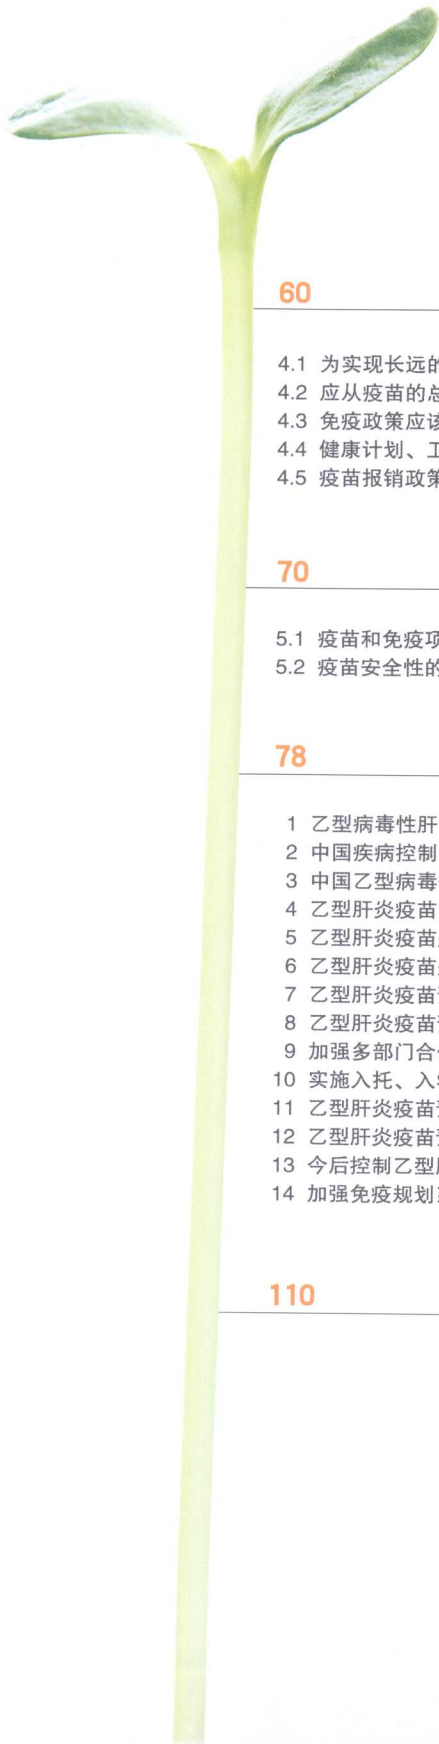 60
4.1 为实现长远的
4.2 应从疫苗的总
4.3 免疫政策应该
4.4 健康计划、工
4.5 疫苗报销政策
70
5.1 疫苗和免疫项
5.2 疫苗安全性的
78
1 乙型病毒性肝
2 中国疾病控制
3 中国乙型病毒
4 乙型肝炎疫苗
5 乙型肝炎疫苗
6 乙型肝炎疫苗
7 乙型肝炎疫苗
8 乙型肝炎疫苗
9 加强多部门合
10 实施入托、入
11 乙型肝炎疫苗
12 乙型肝炎疫苗
13 今后控制乙型
14 加强免疫规划
110